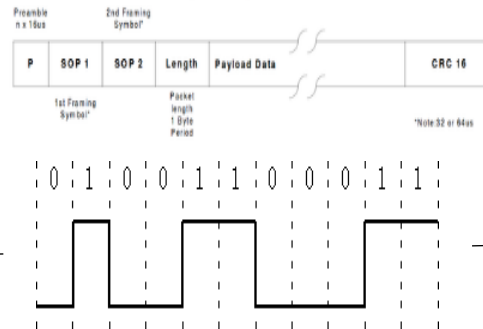 Preamble
n x 16us
2nd Framing
Symbol*
P SOP 1 SOP 2 Length Payload Data CRC 16
1st Framing
Symbol*
Packet
length
1 Byte
Period
*Note:32 or 64us
0 1 0 0 1 1 0 0 0 1 1